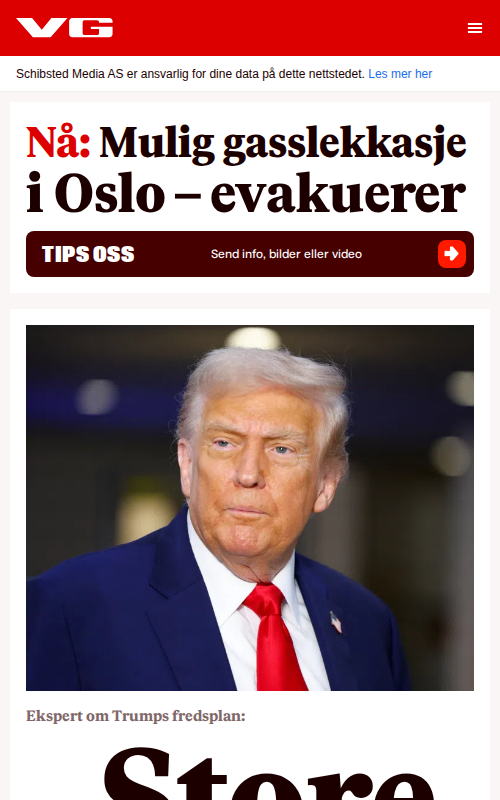 VG
Schibsted Media AS er ansvarlig for dine data på dette nettstedet. Les mer her
Nå: Mulig gasslekkasje
i Oslo – evakuerer
TIPS OSS
Send info, bilder eller video
Ekspert om Trumps fredsplan:
Store